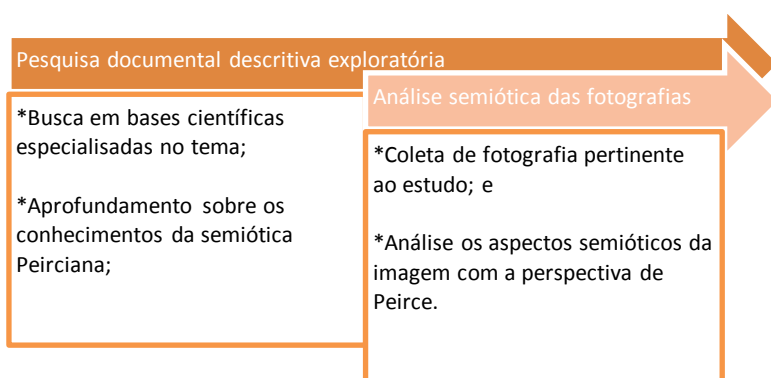 Pesquisa documental descritiva exploratória
*Busca em bases científicas
especialisadas no tema;
*Aprofundamento sobre os
conhecimentos da semiótica
Peirciana;
Análise semiótica das fotografias
*Coleta de fotografia pertinente
ao estudo; e
*Análise os aspectos semióticos da
imagem com a perspectiva de
Peirce.